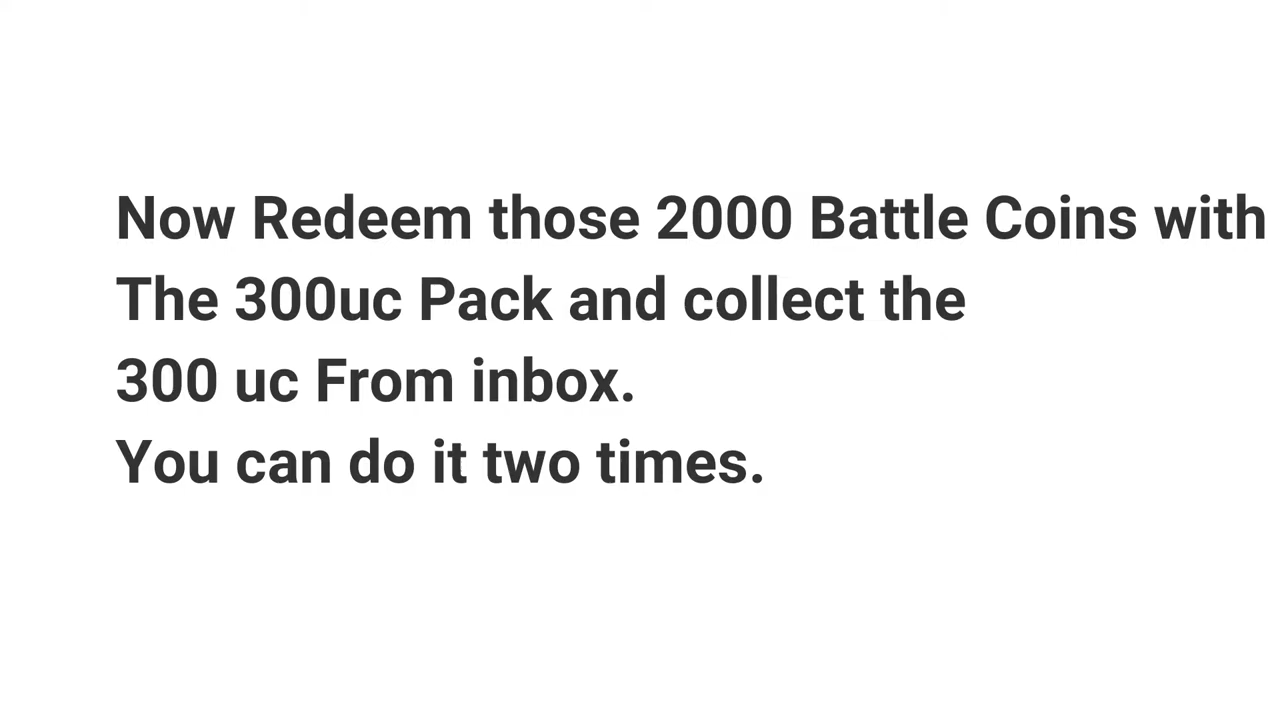 Now Redeem those 2000 Battle Coins with
The 300uc Pack and collect the
300 uc From inbox.
You can do it two times.